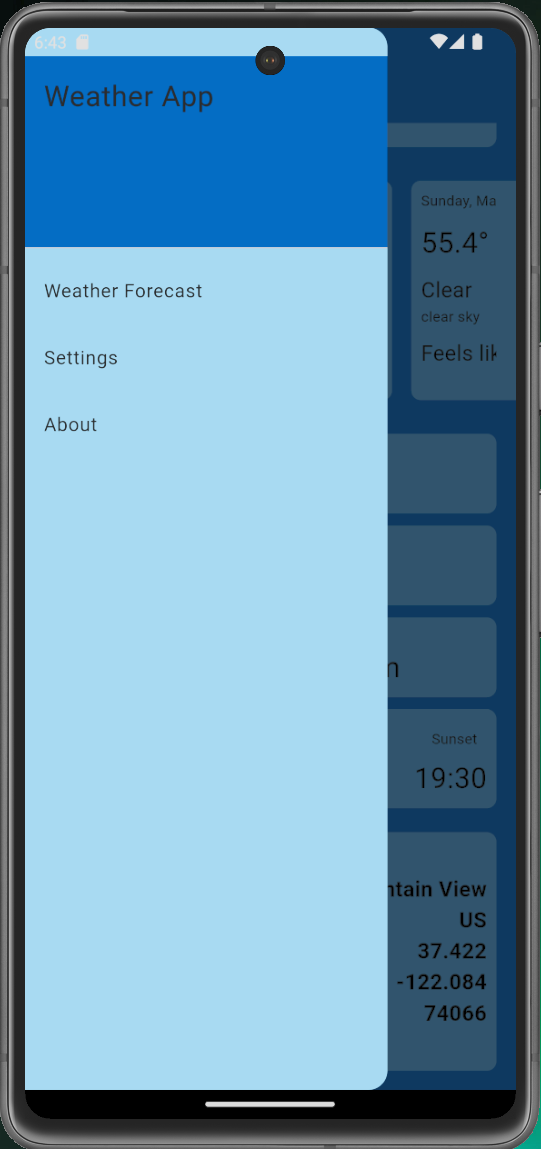 6:43
Weather App
Weather Forecast
Settings
About
Sunday, Ma
55.4°
Clear
clear sky
Feels lik
Sunset
19:30
ntain View
US
37.422
-122.084
74066